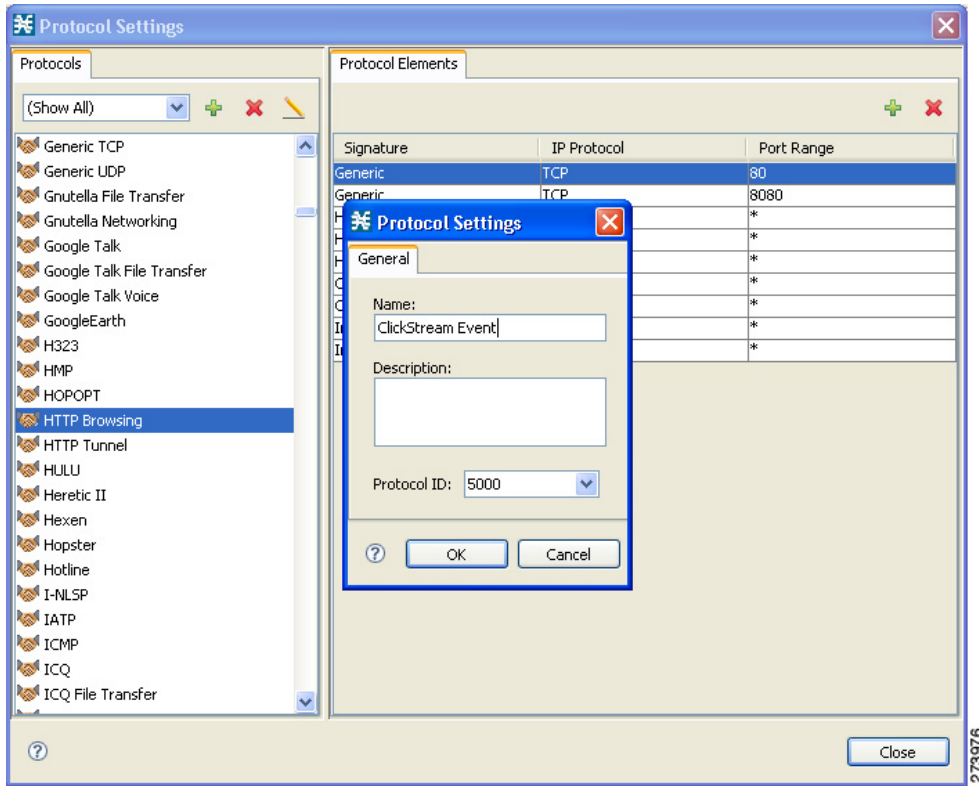 Protocol Settings
Protocols
(Show All)
Generic TCP
Generic UDP
Gnutella File Transfer
Gnutella Networking
Google Talk
Google Talk File Transfer
Google Talk Voice
GoogleEarth
H323
HMP
HOPOPT
HTTP Browsing
HTTP Tunnel
HULU
Heretic II
Hexen
Hopster
Hotline
I-NLSP
IATP
ICMP
ICQ
ICQ File Transfer
Protocol Elements
Signature IP Protocol Port Range
Generic TCP 80
Generic TCP 8080
*
*
*
*
*
*
*
Protocol Settings
General
Name:
ClickStream Event
Description:
Protocol ID: 5000
? OK Cancel
? Close
273976